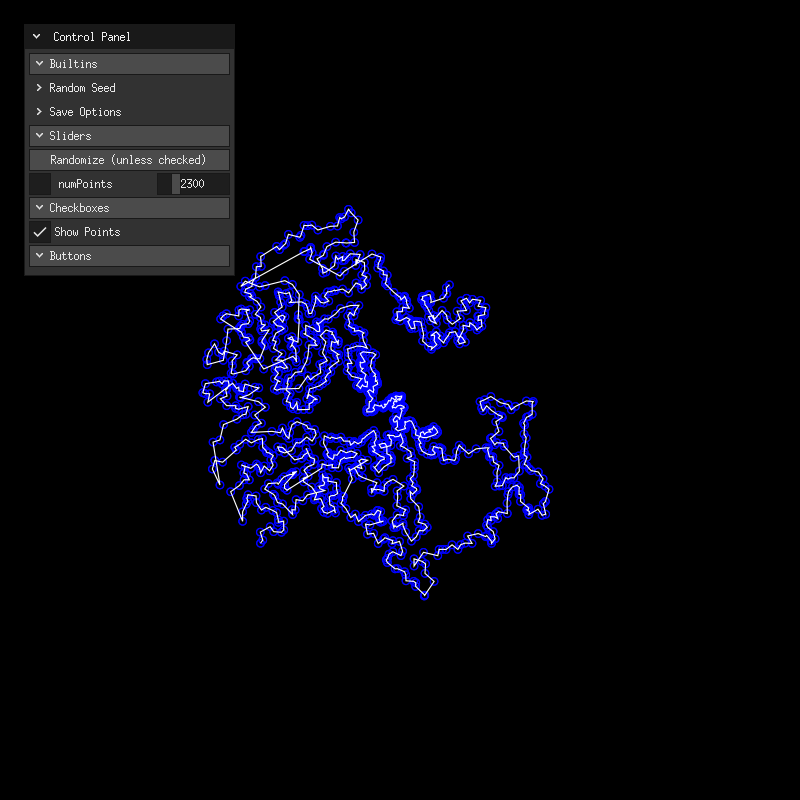 Control Panel
Builtins
Random Seed
Save Options
Sliders
Randomize (unless checked)
numPoints 2300
Checkboxes
Show Points
Buttons